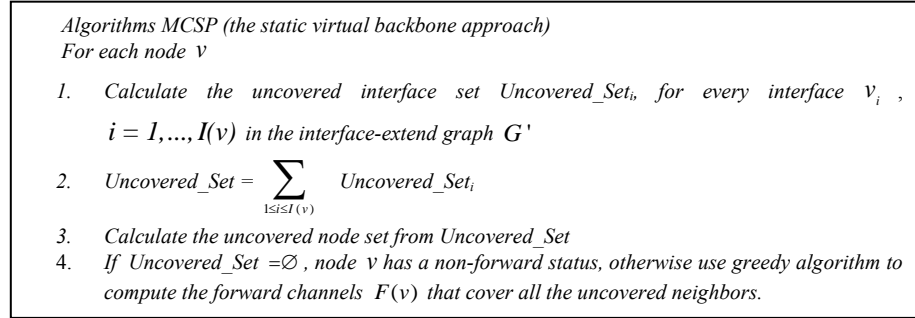 Algorithms MCSP (the static virtual backbone approach)
For each node v
1. Calculate the uncovered interface set Uncovered_Setᵢ, for every interface vᵢ ,
i = 1,..., I(v) in the interface-extend graph G'
2. Uncovered_Set = ∑ Uncovered_Setᵢ
1≤i≤I(v)
3. Calculate the uncovered node set from Uncovered_Set
4. If Uncovered_Set =∅ , node v has a non-forward status, otherwise use greedy algorithm to
compute the forward channels F(v) that cover all the uncovered neighbors.